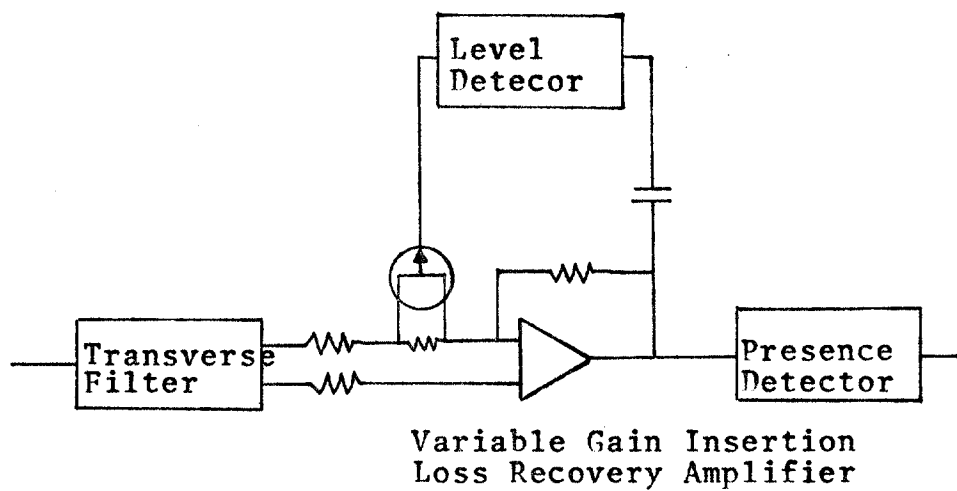 Level
Detecor
Transverse
Filter
Presence
Detector
Variable Gain Insertion
Loss Recovery Amplifier